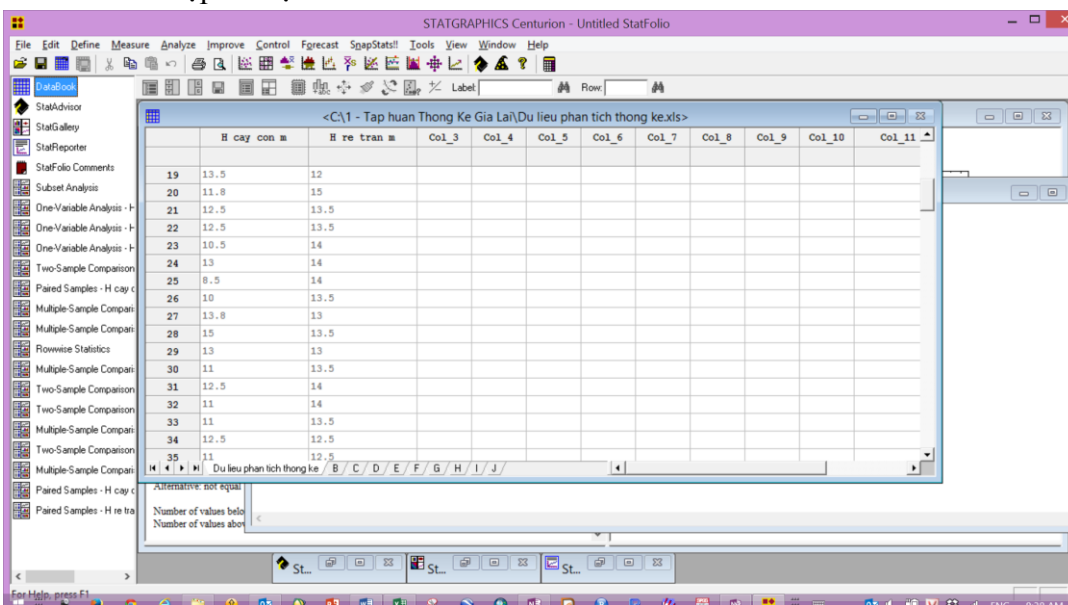 STATGRAPHICS Centurion - Untitled StatFolio
File Edit Define Measure Analyze Improve Control Forecast SnapStats!! Tools View Window Help
Label: Row:
DataBook
StatAdvisor
StatGallery
StatReporter
StatFolio Comments
Subset Analysis
One-Variable Analysis - H
One-Variable Analysis - H
One-Variable Analysis - H
Two-Sample Comparison
Paired Samples - H cay c
Multiple-Sample Compari
Multiple-Sample Compari
Rowwise Statistics
Multiple-Sample Compari
Two-Sample Comparison
Two-Sample Comparison
Multiple-Sample Compari
Two-Sample Comparison
Multiple-Sample Compari
Paired Samples - H cay c
Paired Samples - H re tra
<C:\1 - Tap huan Thong Ke Gia Lai\Du lieu phan tich thong ke.xls>
H cay con m H re tran m Col_3 Col_4 Col_5 Col_6 Col_7 Col_8 Col_9 Col_10 Col_11
19 13.5 12
20 11.8 15
21 12.5 13.5
22 12.5 13.5
23 10.5 14
24 13 14
25 8.5 14
26 10 13.5
27 13.8 13
28 15 13.5
29 13 13
30 11 13.5
31 12.5 14
32 11 14
33 11 13.5
34 12.5 12.5
35 11 12.5
Du lieu phan tich thong ke / B / C / D / E / F / G / H / I / J /
Alternative: not equal
Number of values belo
Number of values abov
St... St... St...
For Help, press F1
ENG 9:20 AM